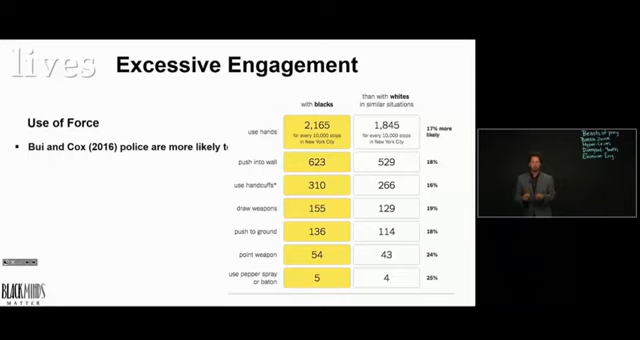 lives
Excessive Engagement
Use of Force
• Bui and Cox (2016) police are more likely t
with blacks
than with whites
in similar situations
use hands
2,165
for every 10,000 stops
in New York City
1,845
for every 10,000 stops
in New York City
17% more
likely
push into wall 623 529 18%
use handcuffs* 310 266 16%
draw weapons 155 129 19%
push to ground 136 114 18%
point weapon 54 43 24%
use pepper spray
or baton
5 4 25%
BLACK MINDS
MATTER
Beasts of prey